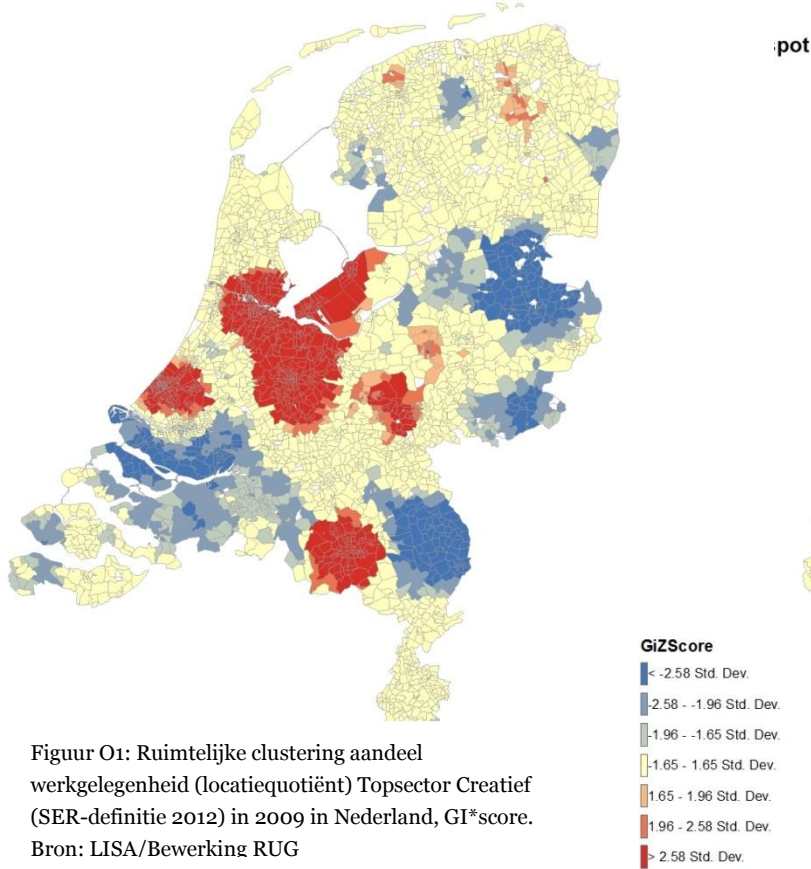 spot
GiZScore
< -2.58 Std. Dev.
-2.58 - -1.96 Std. Dev.
-1.96 - -1.65 Std. Dev.
-1.65 - 1.65 Std. Dev.
1.65 - 1.96 Std. Dev.
1.96 - 2.58 Std. Dev.
> 2.58 Std. Dev.
Figuur O1: Ruimtelijke clustering aandeel
werkgelegenheid (locatiequotiënt) Topsector Creatief
(SER-definitie 2012) in 2009 in Nederland, GI*score.
Bron: LISA/Bewerking RUG